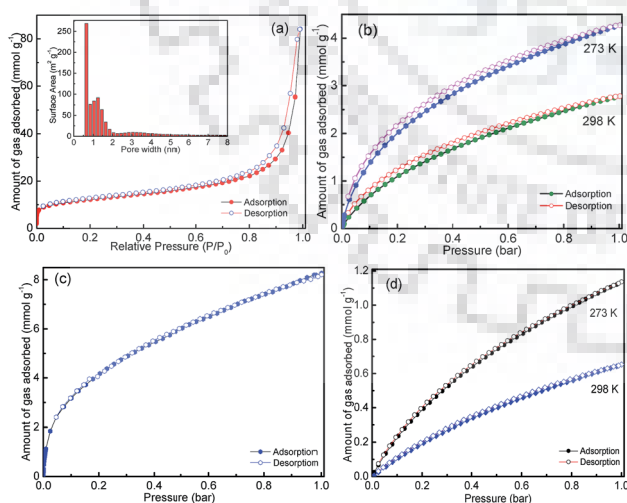 (a)
Amount of gas adsorbed (mmol g⁻¹)
80
60
40
20
0
0.0 0.2 0.4 0.6 0.8 1.0
Relative Pressure (P/P₀)
Adsorption
Desorption
Surface Area (m² g⁻¹)
250
200
150
100
50
0
0 1 2 3 4 5 6 7 8
Pore width (nm)
(b)
Amount of gas adsorbed (mmol g⁻¹)
4
3
2
1
0
0.0 0.2 0.4 0.6 0.8 1.0
Pressure (bar)
273 K
298 K
Adsorption
Desorption
Adsorption
Desorption
(c)
Amount of gas adsorbed (mmol g⁻¹)
8
6
4
2
0
0.0 0.2 0.4 0.6 0.8 1.0
Pressure (bar)
Adsorption
Desorption
(d)
Amount of gas adsorbed (mmol g⁻¹)
1.2
1.0
0.8
0.6
0.4
0.2
0.0
0.0 0.2 0.4 0.6 0.8 1.0
Pressure (bar)
273 K
298 K
Adsorption
Desorption
Adsorption
Desorption